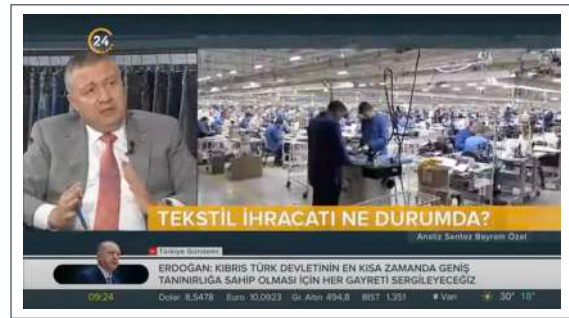 24
TEKSTİL İHRACATI NE DURUMDA?
Analiz Sentez Bayram Özel
Türkiye Gündemi
ERDOĞAN: KIBRIS TÜRK DEVLETİNİN EN KISA ZAMANDA GENİŞ
TANINIRLIĞA SAHİP OLMASI İÇİN HER GAYRETİ SERGİLEYECEĞİZ
09:24 Dolar 8,5478 Euro 10,0923 Gr. Altın 494,8 BIST 1.351 Van 30° 18°